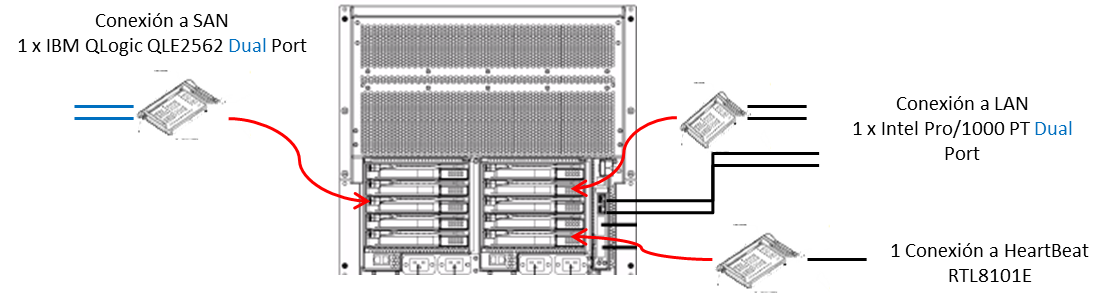 Conexión a SAN
1 x IBM QLogic QLE2562 Dual Port
Conexión a LAN
1 x Intel Pro/1000 PT Dual
Port
1 Conexión a HeartBeat
RTL8101E